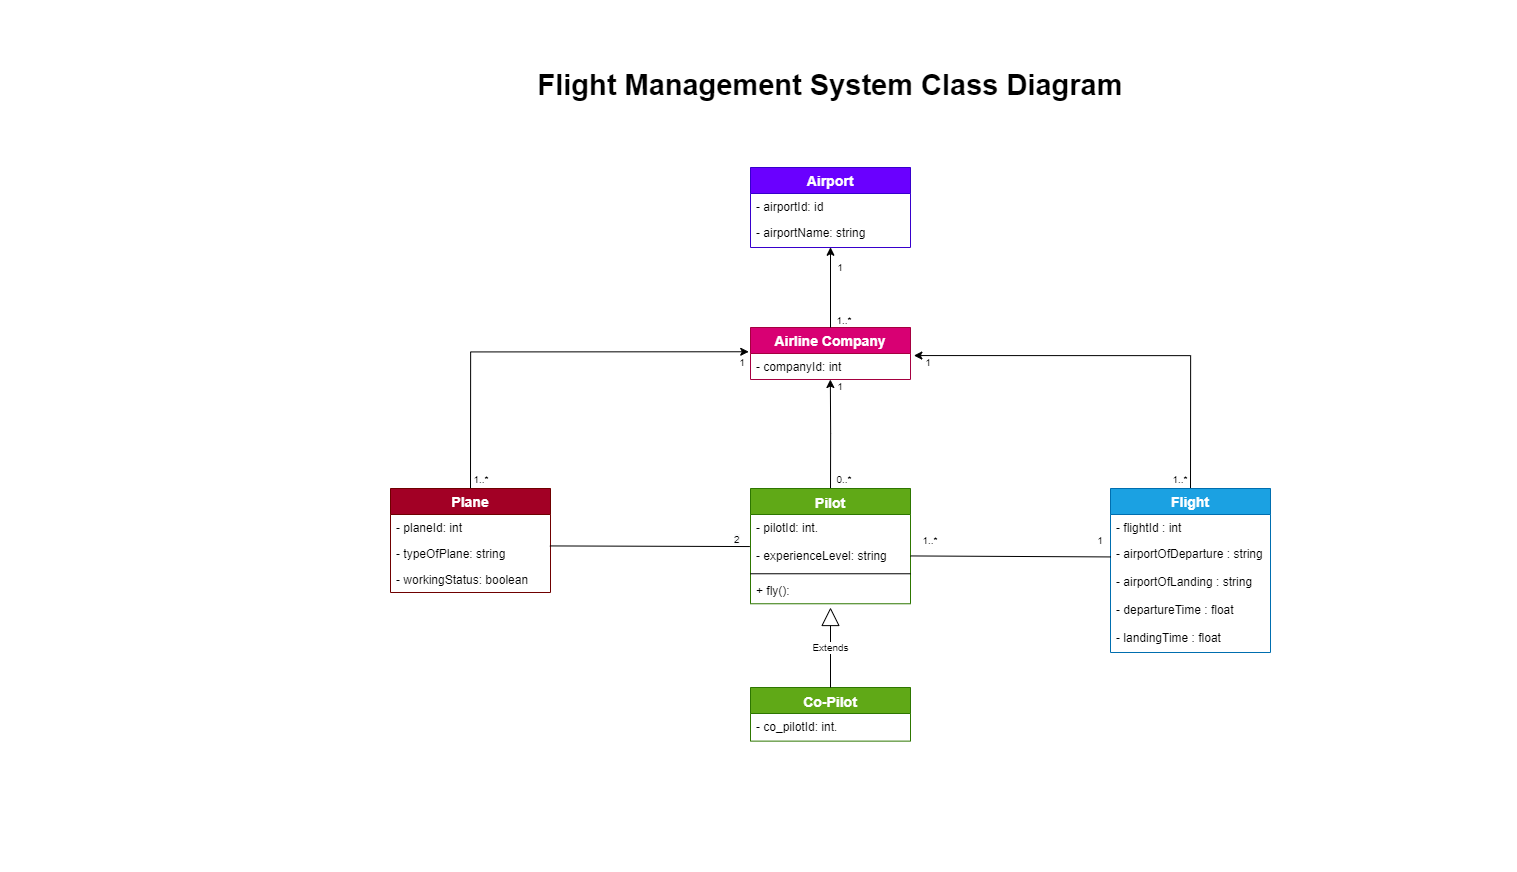 Flight Management System Class Diagram
Airport
- airportId: id
- airportName: string
1
1..*
Airline Company
- companyId: int
1
1
1
1..*
0..*
1..*
Plane
- planeId: int
- typeOfPlane: string
- workingStatus: boolean
2
Pilot
- pilotId: int.
- experienceLevel: string
+ fly():
1..*
1
Flight
- flightId : int
- airportOfDeparture : string
- airportOfLanding : string
- departureTime : float
- landingTime : float
Extends
Co-Pilot
- co_pilotId: int.